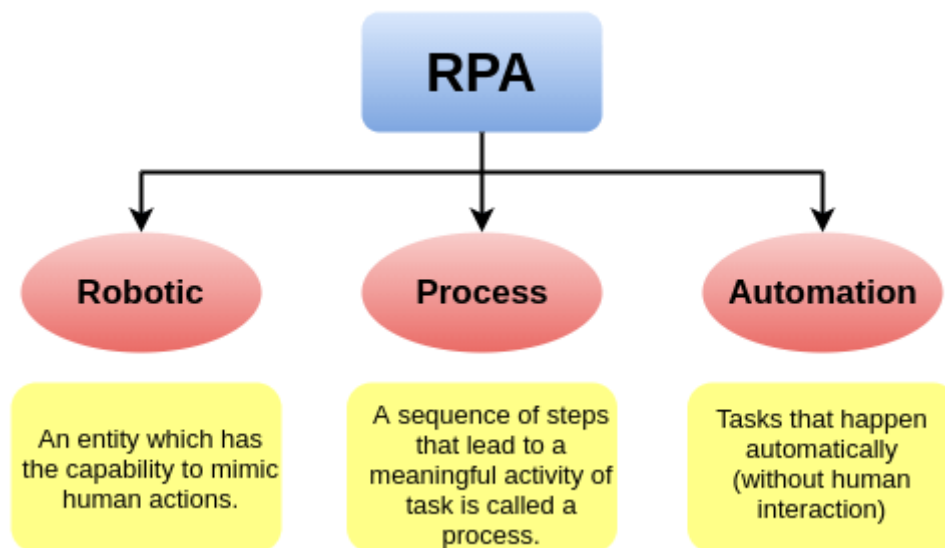 RPA
Robotic
Process
Automation
An entity which has
the capability to mimic
human actions.
A sequence of steps
that lead to a
meaningful activity of
task is called a
process.
Tasks that happen
automatically
(without human
interaction)